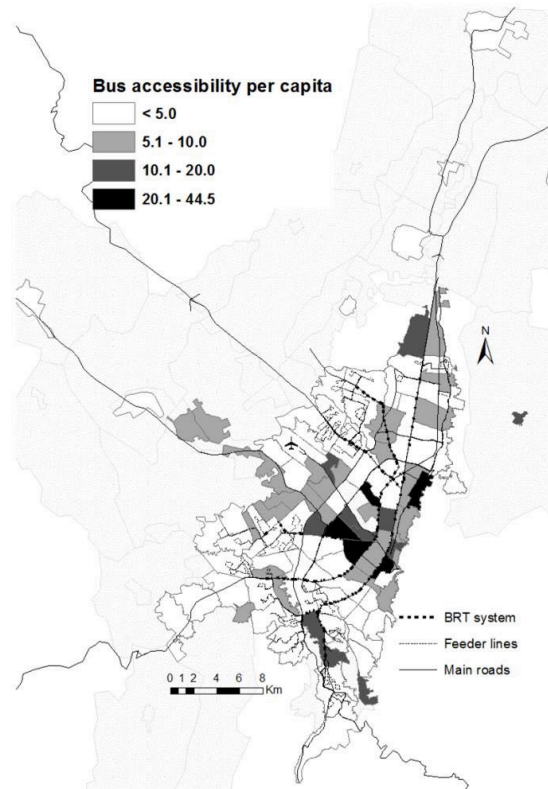 Bus accessibility per capita
< 5.0
5.1 - 10.0
10.1 - 20.0
20.1 - 44.5
N
BRT system
Feeder lines
Main roads
0 1 2 4 6 8
Km